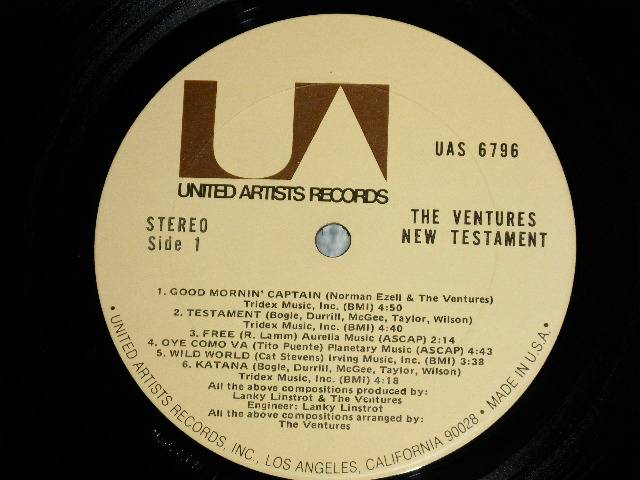 UA
UNITED ARTISTS RECORDS
UAS 6796
STEREO
Side 1
THE VENTURES
NEW TESTAMENT
1. GOOD MORNIN' CAPTAIN (Norman Ezell & The Ventures)
Tridex Music, Inc. (BMI) 4:50
2. TESTAMENT (Bogle, Durrill, McGee, Taylor, Wilson)
Tridex Music, Inc. (BMI) 4:40
3. FREE (R. Lamm) Aurelia Music (ASCAP) 2:14
4. OYE COMO VA (Tito Puente) Planetary Music (ASCAP) 4:43
5. WILD WORLD (Cat Stevens) Irving Music, Inc. (BMI) 3:38
6. KATANA (Bogle, Durrill, McGee, Taylor, Wilson)
Tridex Music, Inc. (BMI) 4:18
All the above compositions produced by:
Lanky Linstrot & The Ventures
Engineer: Lanky Linstrot
All the above compositions arranged by:
The Ventures
• UNITED ARTISTS RECORDS, INC., LOS ANGELES, CALIFORNIA 90028 • MADE IN U.S.A. •